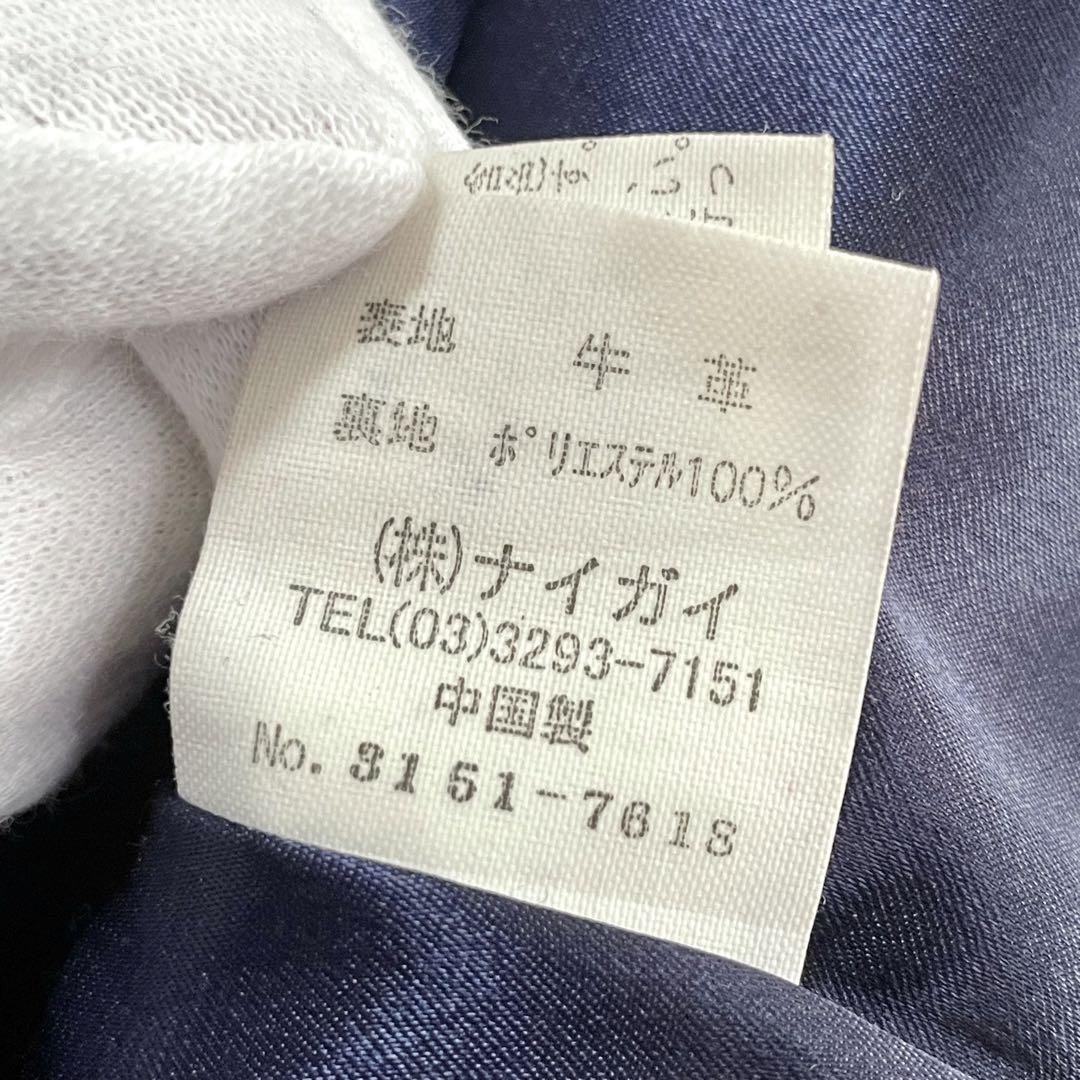 表地 牛 革
裏地 ポリエステル100%
(株)ナイガイ
TEL(03)3293-7151
中国製
No. 3151-7618